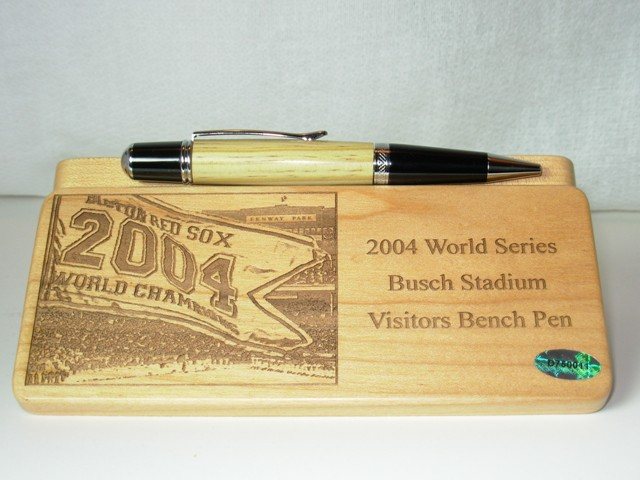 BOSTON RED SOX
2004
WORLD CHAMPIONS
FENWAY PARK
2004 World Series
Busch Stadium
Visitors Bench Pen